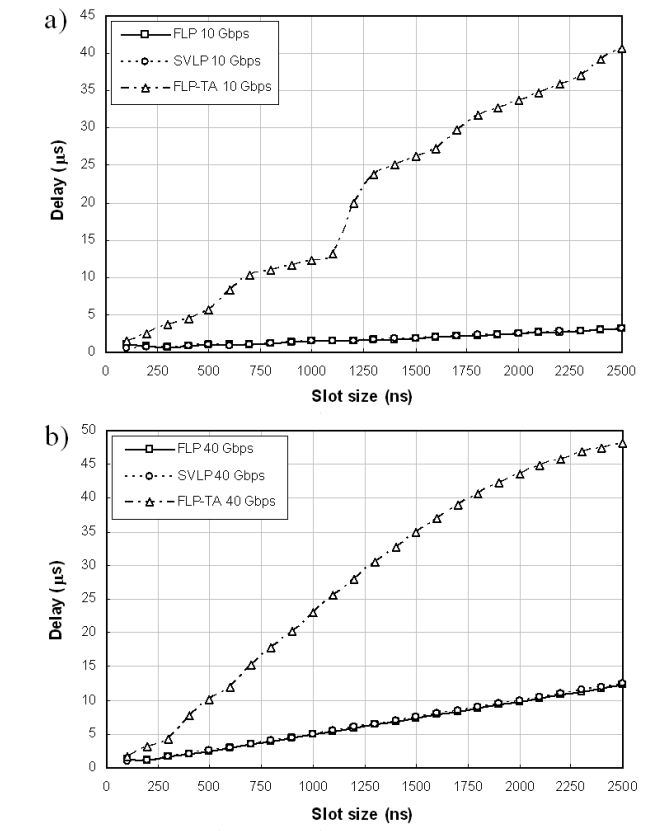 a)
45
40
35
30
25
20
15
10
5
0
Delay (µs)
FLP 10 Gbps
SVLP 10 Gbps
FLP-TA 10 Gbps
0 250 500 750 1000 1250 1500 1750 2000 2250 2500
Slot size (ns)
b)
50
45
40
35
30
25
20
15
10
5
0
Delay (µs)
FLP 40 Gbps
SVLP 40 Gbps
FLP-TA 40 Gbps
0 250 500 750 1000 1250 1500 1750 2000 2250 2500
Slot size (ns)